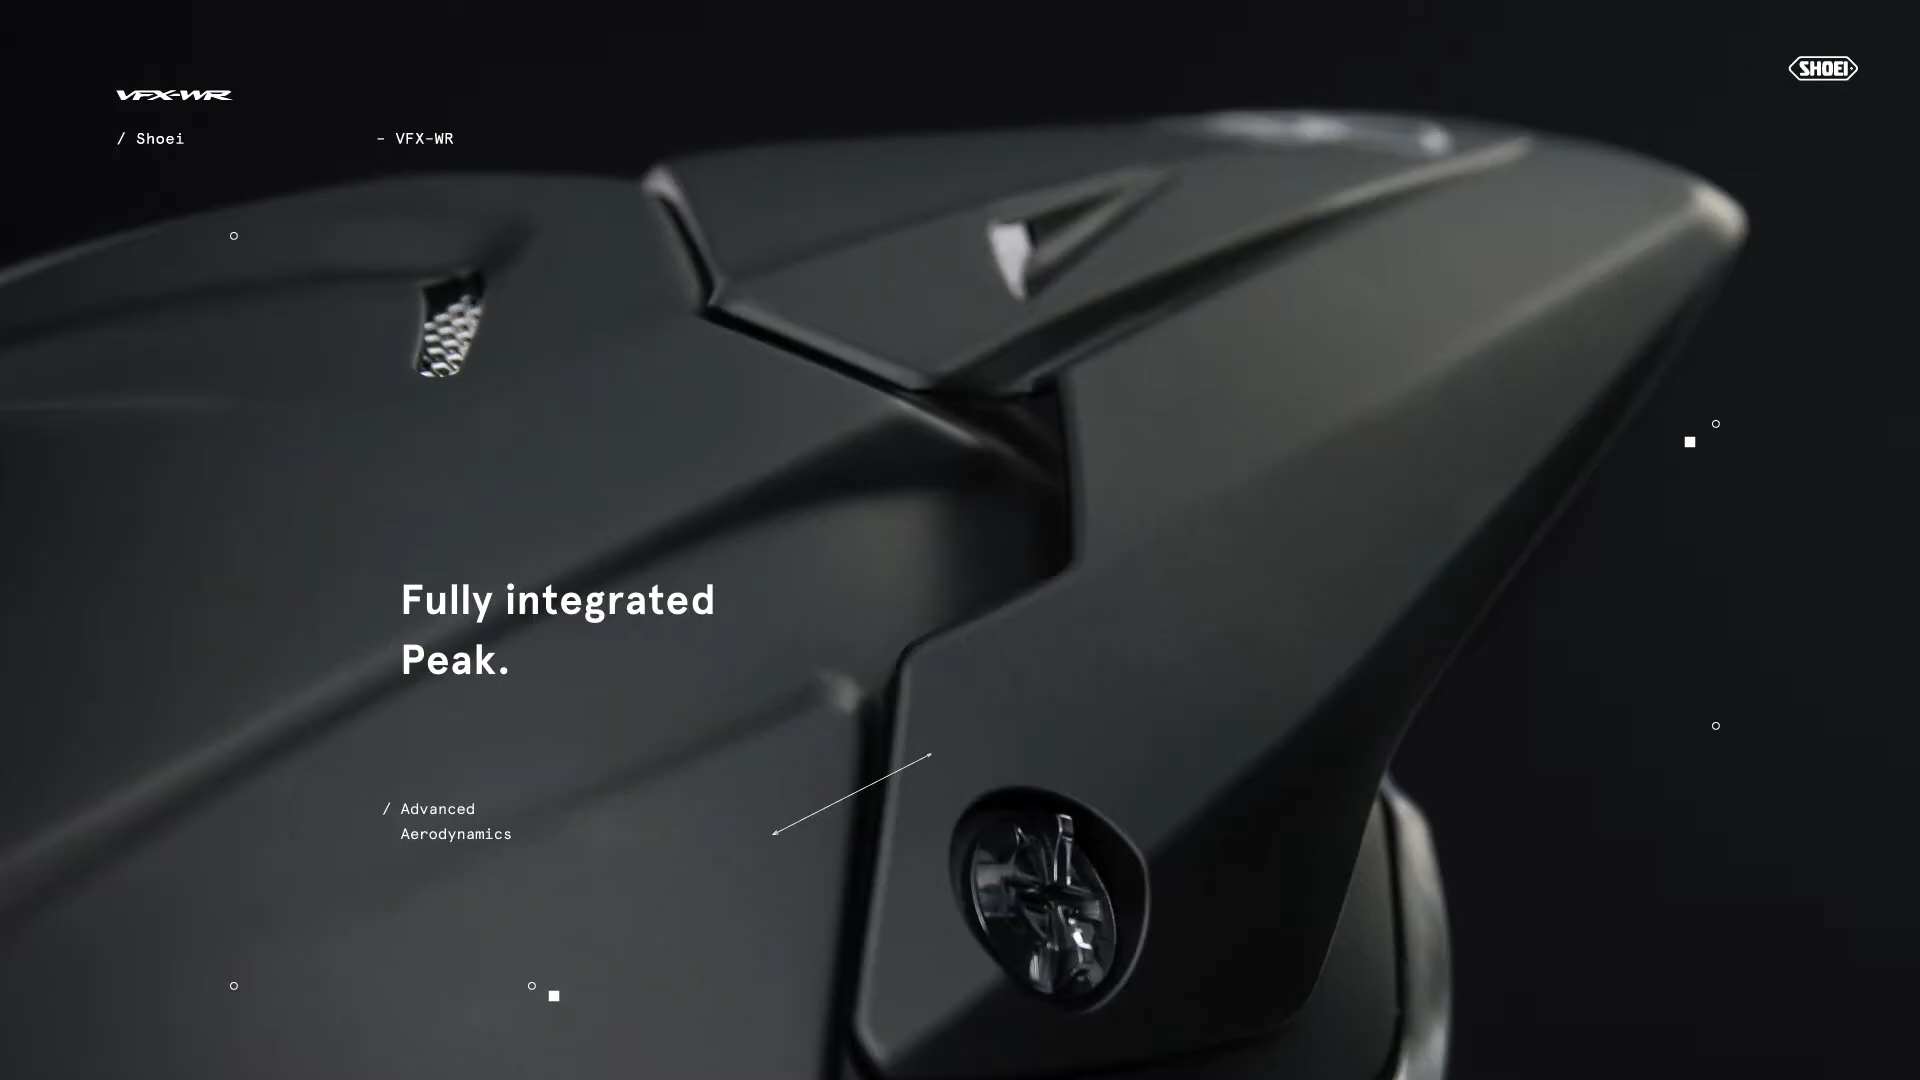 VFX-WR
SHOEI
/ Shoei
- VFX-WR
Fully integrated
Peak.
/ Advanced
Aerodynamics